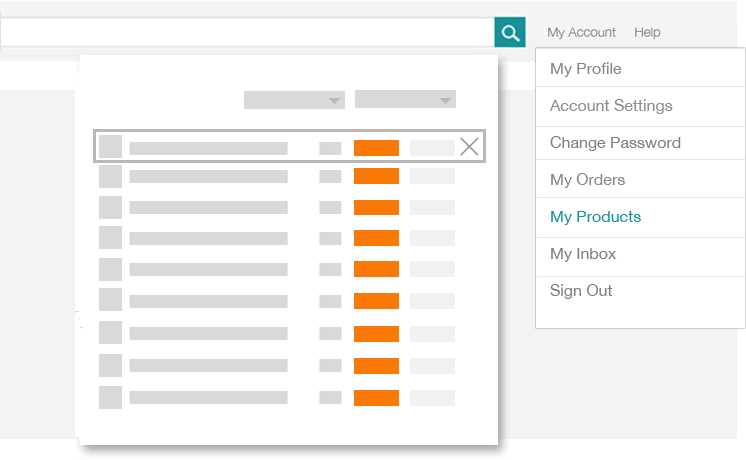 My Account Help
My Profile
Account Settings
Change Password
My Orders
My Products
My Inbox
Sign Out